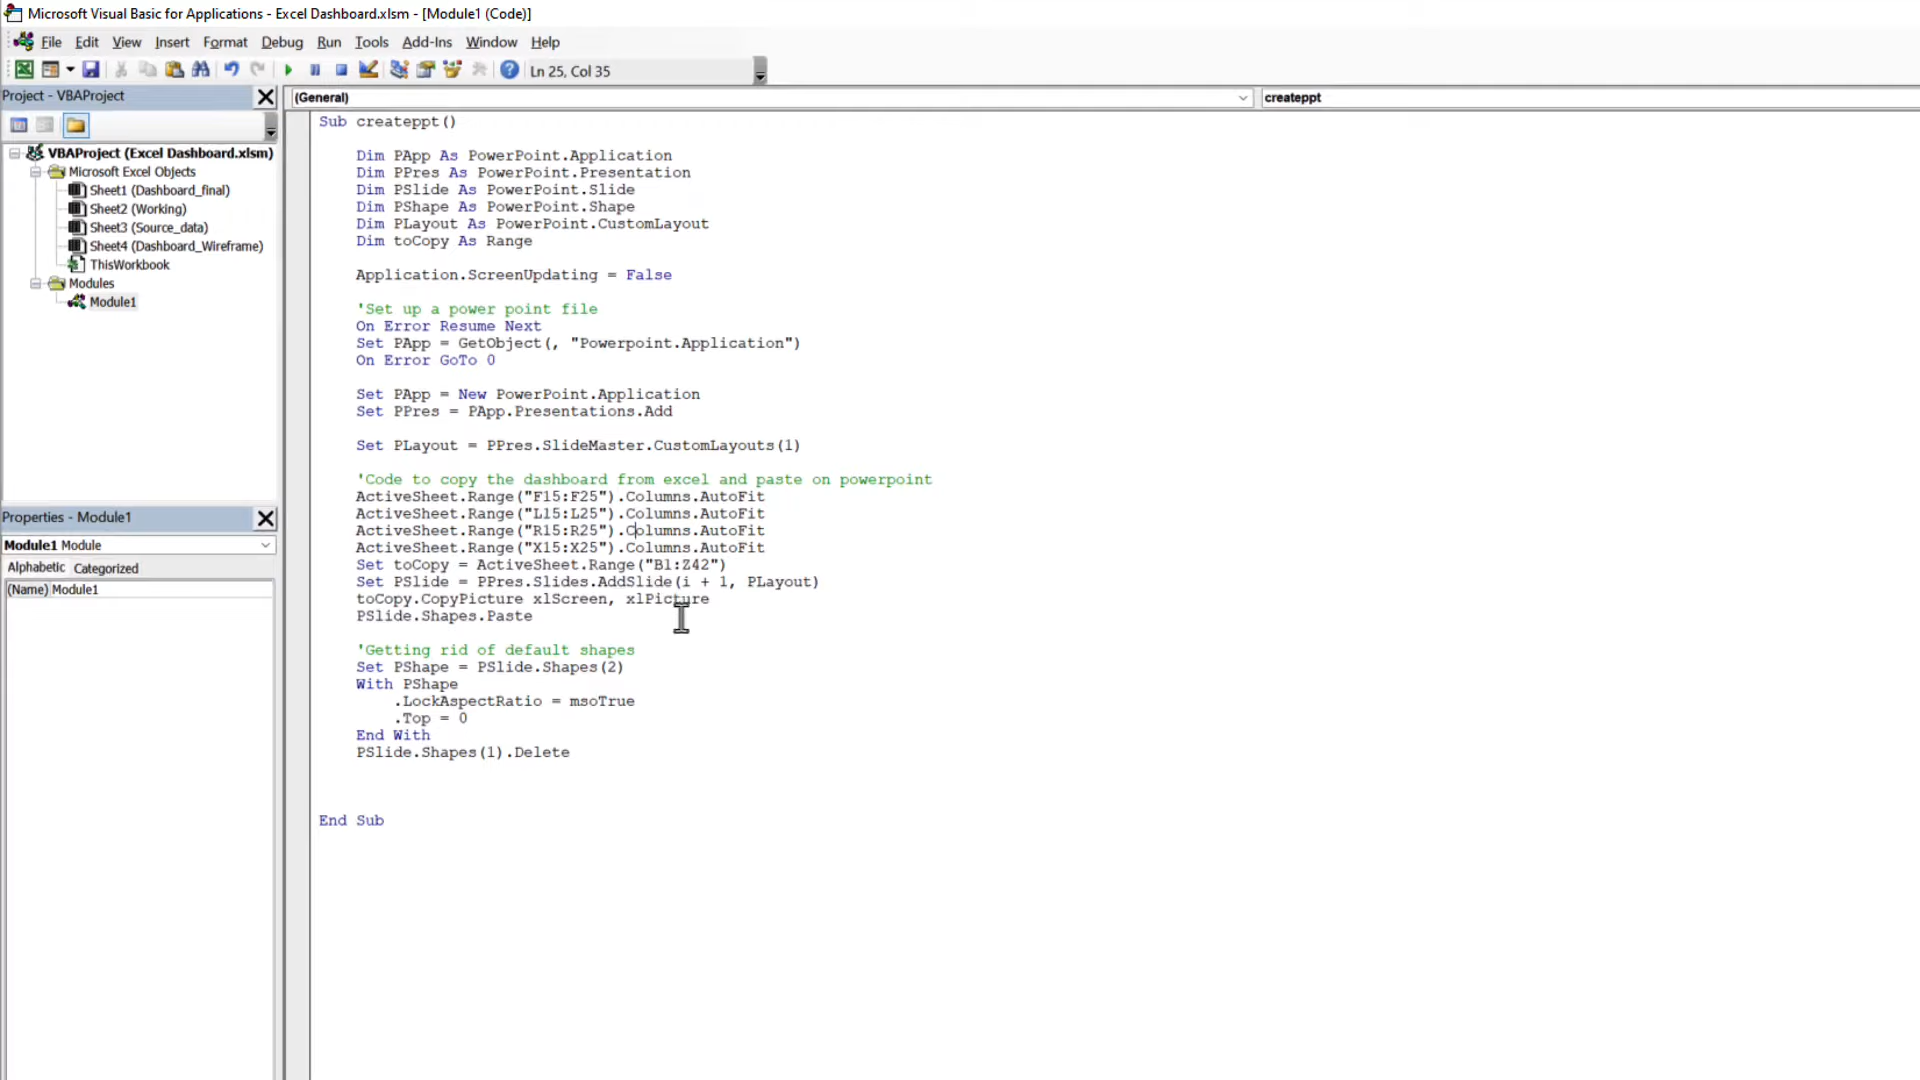 Microsoft Visual Basic for Applications - Excel Dashboard.xlsm - [Module1 (Code)]
File Edit View Insert Format Debug Run Tools Add-Ins Window Help
Ln 25, Col 35
Project - VBAProject
(General)
createppt
VBAProject (Excel Dashboard.xlsm)
Microsoft Excel Objects
Sheet1 (Dashboard_final)
Sheet2 (Working)
Sheet3 (Source_data)
Sheet4 (Dashboard_Wireframe)
ThisWorkbook
Modules
Module1
Properties - Module1
Module1 Module
Alphabetic Categorized
(Name) Module1
Sub createppt()
Dim PApp As PowerPoint.Application
Dim PPres As PowerPoint.Presentation
Dim PSlide As PowerPoint.Slide
Dim PShape As PowerPoint.Shape
Dim PLayout As PowerPoint.CustomLayout
Dim toCopy As Range
Application.ScreenUpdating = False
'Set up a power point file
On Error Resume Next
Set PApp = GetObject(, "Powerpoint.Application")
On Error GoTo 0
Set PApp = New PowerPoint.Application
Set PPres = PApp.Presentations.Add
Set PLayout = PPres.SlideMaster.CustomLayouts(1)
'Code to copy the dashboard from excel and paste on powerpoint
ActiveSheet.Range("F15:F25").Columns.AutoFit
ActiveSheet.Range("L15:L25").Columns.AutoFit
ActiveSheet.Range("R15:R25").Columns.AutoFit
ActiveSheet.Range("X15:X25").Columns.AutoFit
Set toCopy = ActiveSheet.Range("B1:Z42")
Set PSlide = PPres.Slides.AddSlide(i + 1, PLayout)
toCopy.CopyPicture xlScreen, xlPicture
PSlide.Shapes.Paste
'Getting rid of default shapes
Set PShape = PSlide.Shapes(2)
With PShape
.LockAspectRatio = msoTrue
.Top = 0
End With
PSlide.Shapes(1).Delete
End Sub